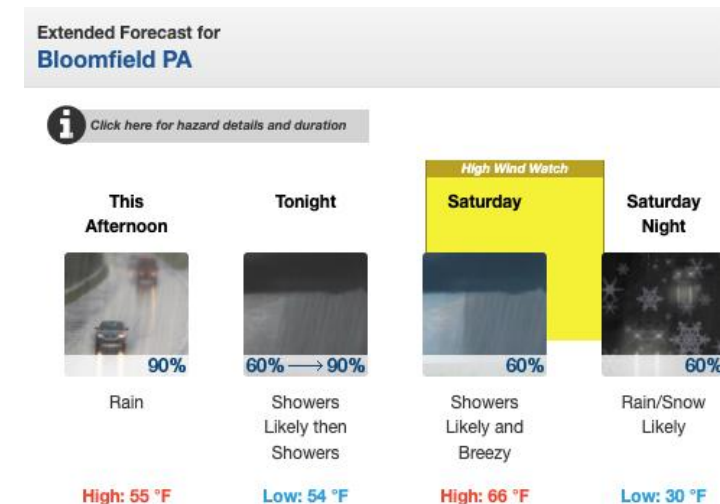 Extended Forecast for
Bloomfield PA
i
Click here for hazard details and duration
High Wind Watch
This
Afternoon
90%
Rain
High: 55 °F
Tonight
60% → 90%
Showers
Likely then
Showers
Low: 54 °F
Saturday
60%
Showers
Likely and
Breezy
High: 66 °F
Saturday
Night
60%
Rain/Snow
Likely
Low: 30 °F